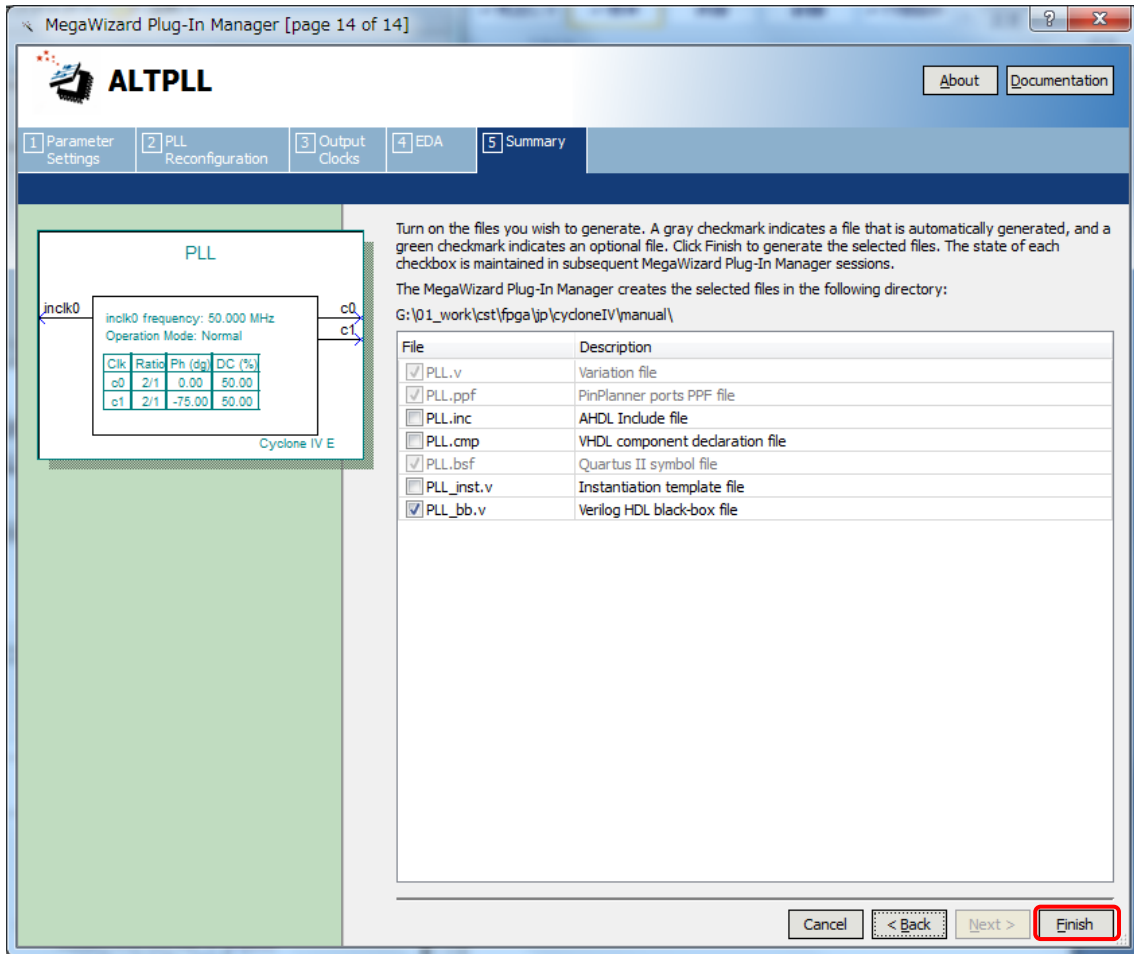 MegaWizard Plug-In Manager [page 14 of 14]
?
X
ALTPLL
About
Documentation
1 Parameter
Settings
2 PLL
Reconfiguration
3 Output
Clocks
4 EDA
5 Summary
PLL
inclk0
c0
c1
inclk0 frequency: 50.000 MHz
Operation Mode: Normal
Clk Ratio Ph (dg) DC (%)
c0 2/1 0.00 50.00
c1 2/1 -75.00 50.00
Cyclone IV E
Turn on the files you wish to generate. A gray checkmark indicates a file that is automatically generated, and a
green checkmark indicates an optional file. Click Finish to generate the selected files. The state of each
checkbox is maintained in subsequent MegaWizard Plug-In Manager sessions.
The MegaWizard Plug-In Manager creates the selected files in the following directory:
G:\01_work\cst\fpga\jp\cycloneIV\manual\
File Description
PLL.v Variation file
PLL.ppf PinPlanner ports PPF file
PLL.inc AHDL Include file
PLL.cmp VHDL component declaration file
PLL.bsf Quartus II symbol file
PLL_inst.v Instantiation template file
PLL_bb.v Verilog HDL black-box file
Cancel
< Back
Next >
Finish